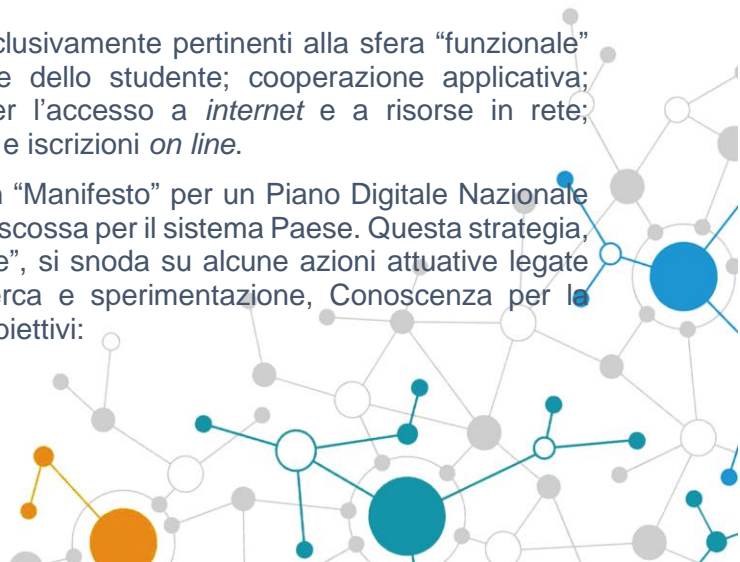 clusivamente pertinenti alla sfera “funzionale”
e dello studente; cooperazione applicativa;
er l’accesso a internet e a risorse in rete;
e iscrizioni on line.
“Manifesto” per un Piano Digitale Nazionale
scossa per il sistema Paese. Questa strategia,
e”, si snoda su alcune azioni attuative legate
erca e sperimentazione, Conoscenza per la
biettivi: